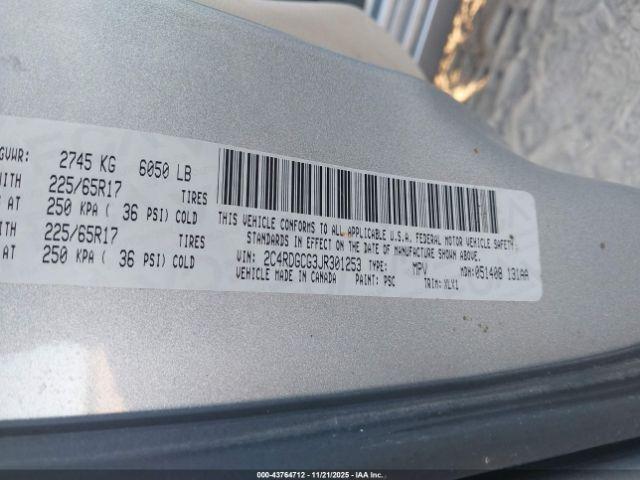 GVWR: 2745 KG 6050 LB
WITH 225/65R17 TIRES
AT 250 KPA ( 36 PSI) COLD
WITH 225/65R17 TIRES
AT 250 KPA ( 36 PSI) COLD
THIS VEHICLE CONFORMS TO ALL APPLICABLE U.S.A. FEDERAL MOTOR VEHICLE SAFETY
STANDARDS IN EFFECT ON THE DATE OF MANUFACTURE SHOWN ABOVE.
VIN: 2C4RDGCG3JR301253 TYPE: MPV MDH:051408 131AA
VEHICLE MADE IN CANADA PAINT: PSC TRIM:XLX1
000-43764712 - 11/21/2025 - IAA Inc.